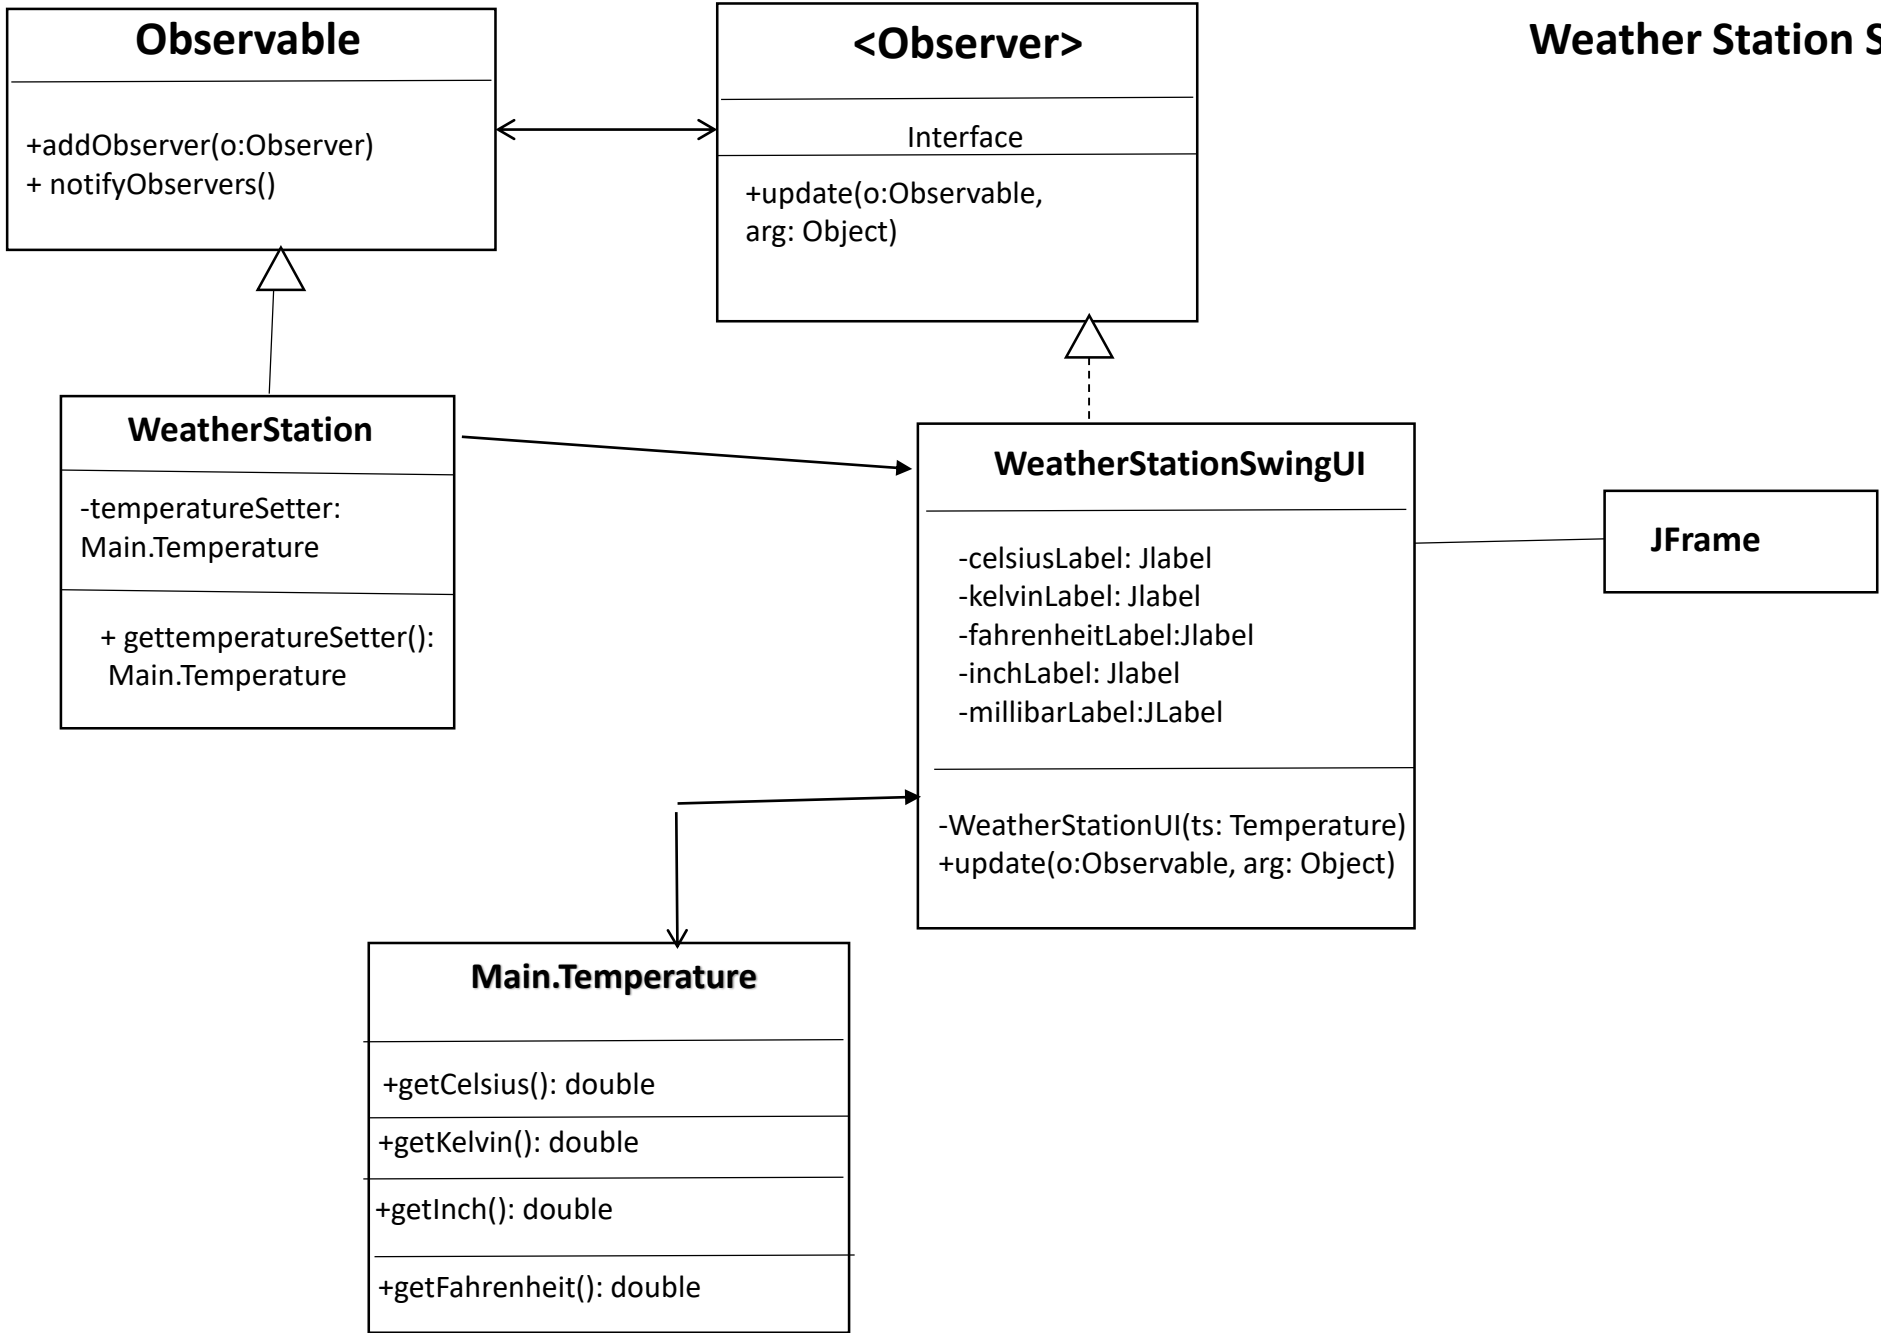 Observable
+addObserver(o:Observer)
+ notifyObservers()
<Observer>
Interface
+update(o:Observable,
arg: Object)
Weather Station S
WeatherStation
-temperatureSetter:
Main.Temperature
+ gettemperatureSetter():
Main.Temperature
WeatherStationSwingUI
-celsiusLabel: Jlabel
-kelvinLabel: Jlabel
-fahrenheitLabel:Jlabel
-inchLabel: Jlabel
-millibarLabel:JLabel
-WeatherStationUI(ts: Temperature)
+update(o:Observable, arg: Object)
JFrame
Main.Temperature
+getCelsius(): double
+getKelvin(): double
+getInch(): double
+getFahrenheit(): double